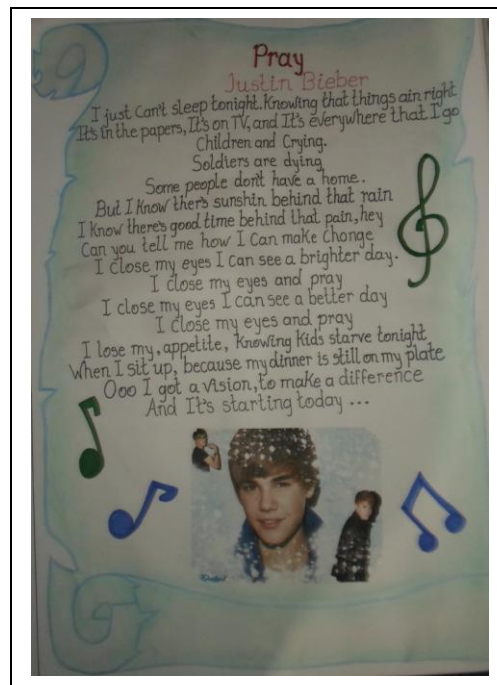 Pray
Justin Bieber
I just Can't sleep tonight. Knowing that things ain right
It's in the papers, It's on TV, and It's everywhere that I go
Children and Crying.
Soldiers are dying
Some people don't have a home.
But I Know ther's sunshin behind that rain
I Know there's good time behind that pain, hey
Can you tell me how I Can make Change
I close my eyes I can see a brighter day.
I close my eyes and pray
I close my eyes I can see a better day
I close my eyes and pray
I lose my, appetite, Knowing Kids starve tonight
When I sit up, because my dinner is still on my plate
Ooo I got a vision, to make a difference
And It's starting today ...